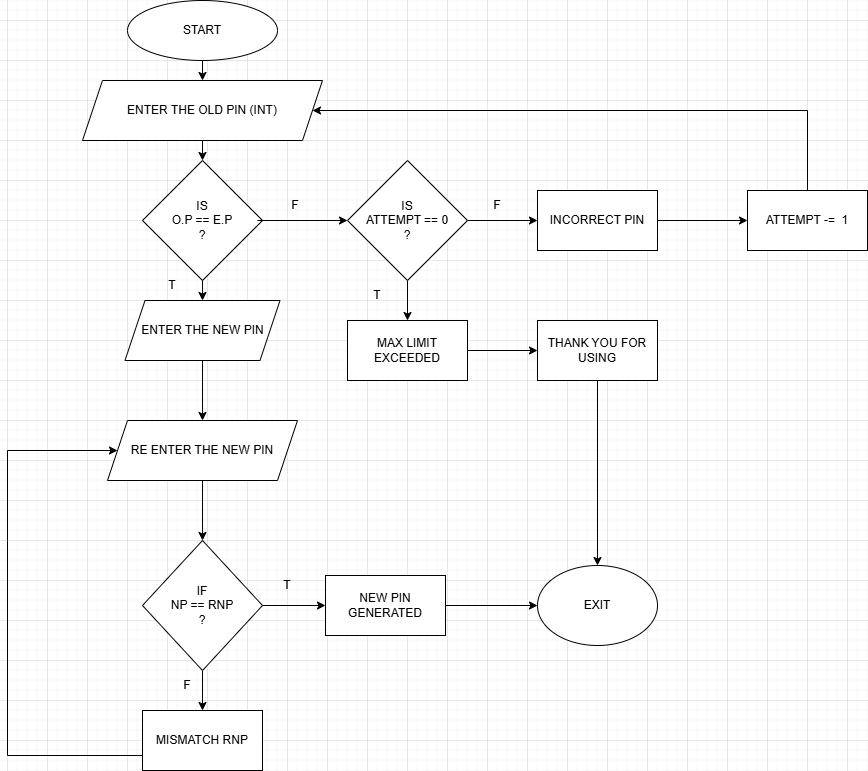 START
ENTER THE OLD PIN (INT)
IS
O.P == E.P
?
F
IS
ATTEMPT == 0
?
F
INCORRECT PIN
ATTEMPT -= 1
T
T
ENTER THE NEW PIN
MAX LIMIT
EXCEEDED
THANK YOU FOR
USING
RE ENTER THE NEW PIN
IF
NP == RNP
?
T
NEW PIN
GENERATED
EXIT
F
MISMATCH RNP